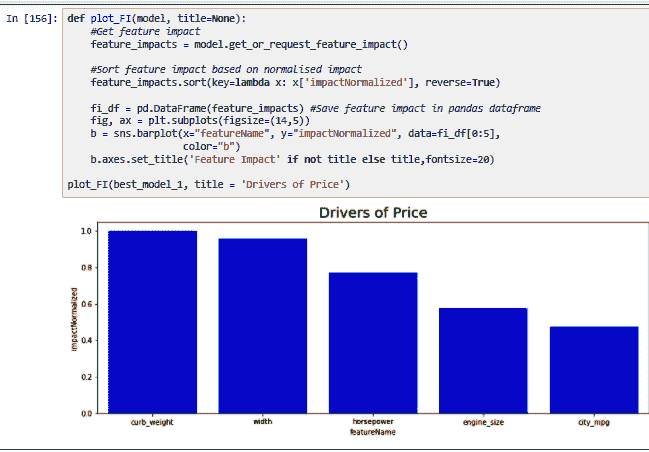 In [156]: def plot_FI(model, title=None):
#Get feature impact
feature_impacts = model.get_or_request_feature_impact()
#Sort feature impact based on normalised impact
feature_impacts.sort(key=lambda x: x['impactNormalized'], reverse=True)
fi_df = pd.DataFrame(feature_impacts) #Save feature impact in pandas dataframe
fig, ax = plt.subplots(figsize=(14,5))
b = sns.barplot(x="featureName", y="impactNormalized", data=fi_df[0:5],
color="b")
b.axes.set_title('Feature Impact' if not title else title,fontsize=20)
plot_FI(best_model_1, title = 'Drivers of Price')
Drivers of Price
impactNormalized
1.0
0.8
0.6
0.4
0.2
0.0
curb_weight width horsepower engine_size city_mpg
featureName